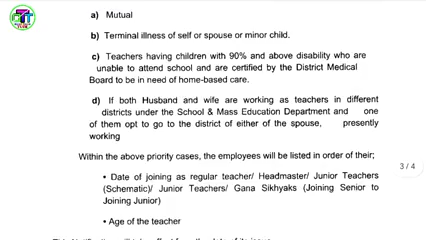 a) Mutual
b) Terminal illness of self or spouse or minor child.
c) Teachers having children with 90% and above disability who are
unable to attend school and are certified by the District Medical
Board to be in need of home-based care.
d) If both Husband and wife are working as teachers in different
districts under the School & Mass Education Department and one
of them opt to go to the district of either of the spouse, presently
working
Within the above priority cases, the employees will be listed in order of their;
3 / 4
• Date of joining as regular teacher/ Headmaster/ Junior Teachers
(Schematic)/ Junior Teachers/ Gana Sikhyaks (Joining Senior to
Joining Junior)
• Age of the teacher